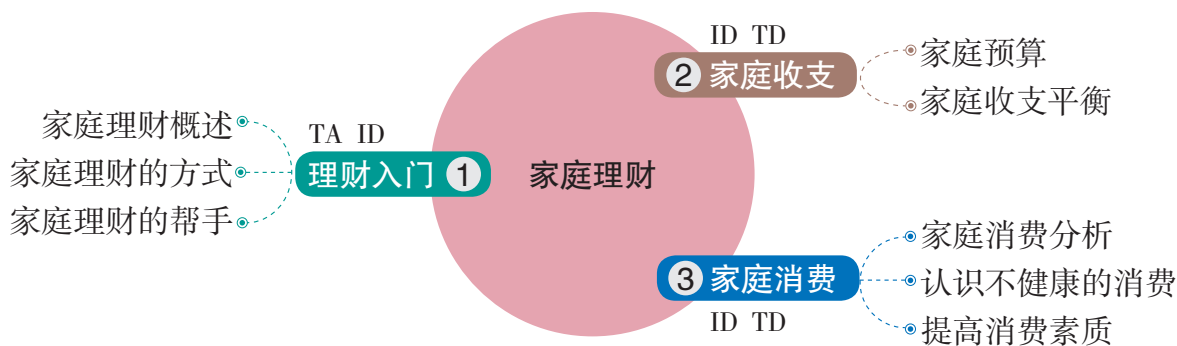 家庭理财
TA ID
理财入门 1
家庭理财概述
家庭理财的方式
家庭理财的帮手
ID TD
2 家庭收支
家庭预算
家庭收支平衡
3 家庭消费
ID TD
家庭消费分析
认识不健康的消费
提高消费素质